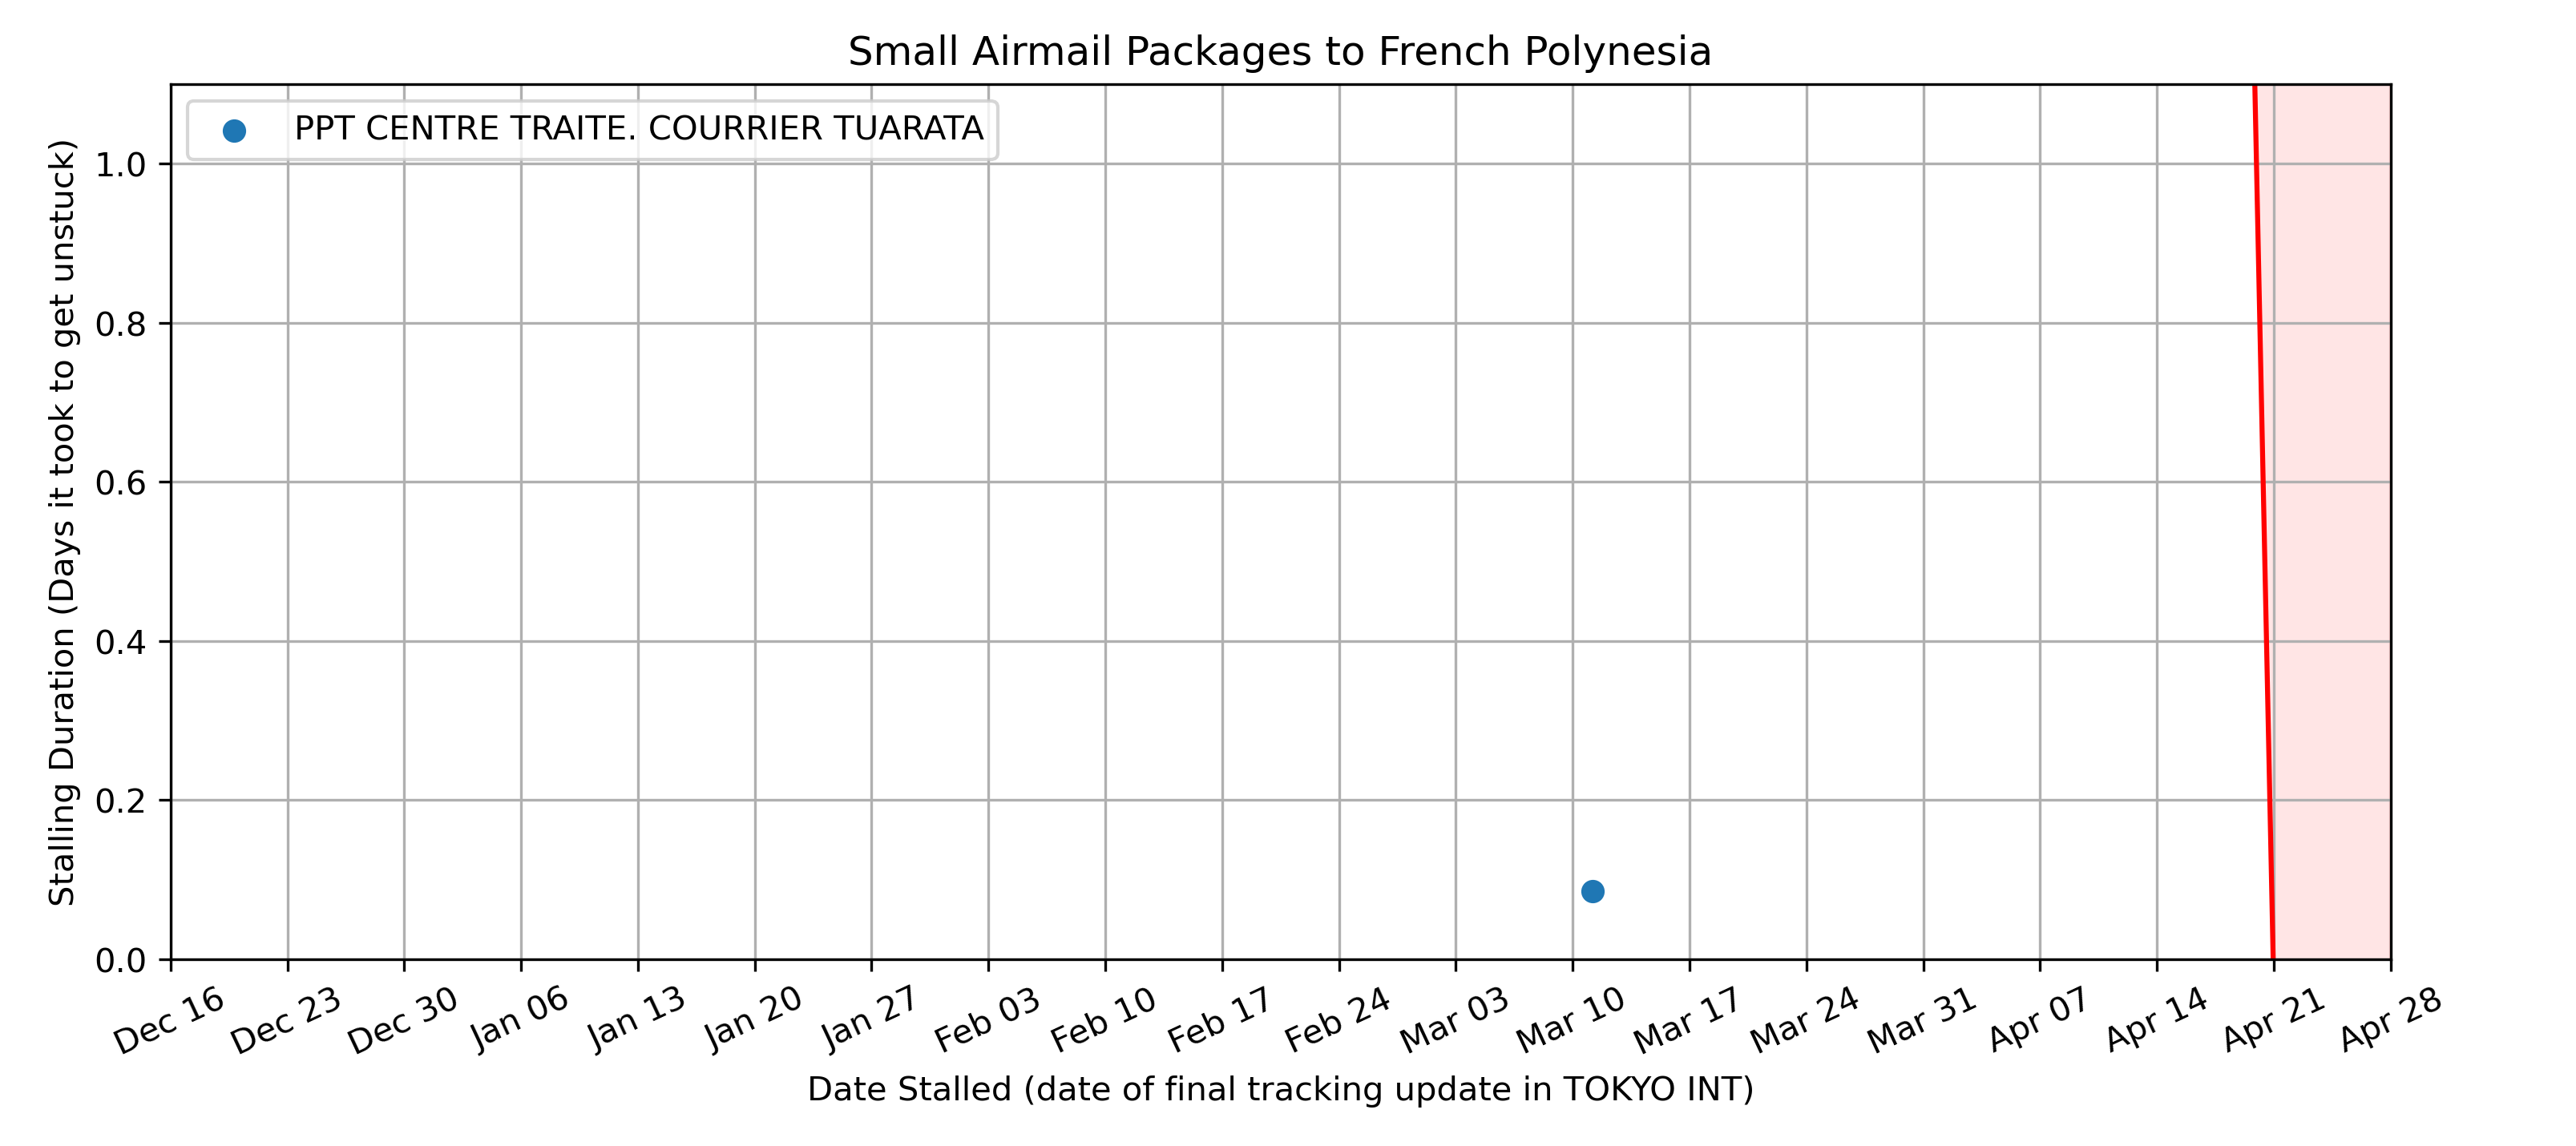 Small Airmail Packages to French Polynesia
PPT CENTRE TRAITE. COURRIER TUARATA
Stalling Duration (Days it took to get unstuck)
1.0
0.8
0.6
0.4
0.2
0.0
Dec 16 Dec 23 Dec 30 Jan 06 Jan 13 Jan 20 Jan 27 Feb 03 Feb 10 Feb 17 Feb 24 Mar 03 Mar 10 Mar 17 Mar 24 Mar 31 Apr 07 Apr 14 Apr 21 Apr 28
Date Stalled (date of final tracking update in TOKYO INT)